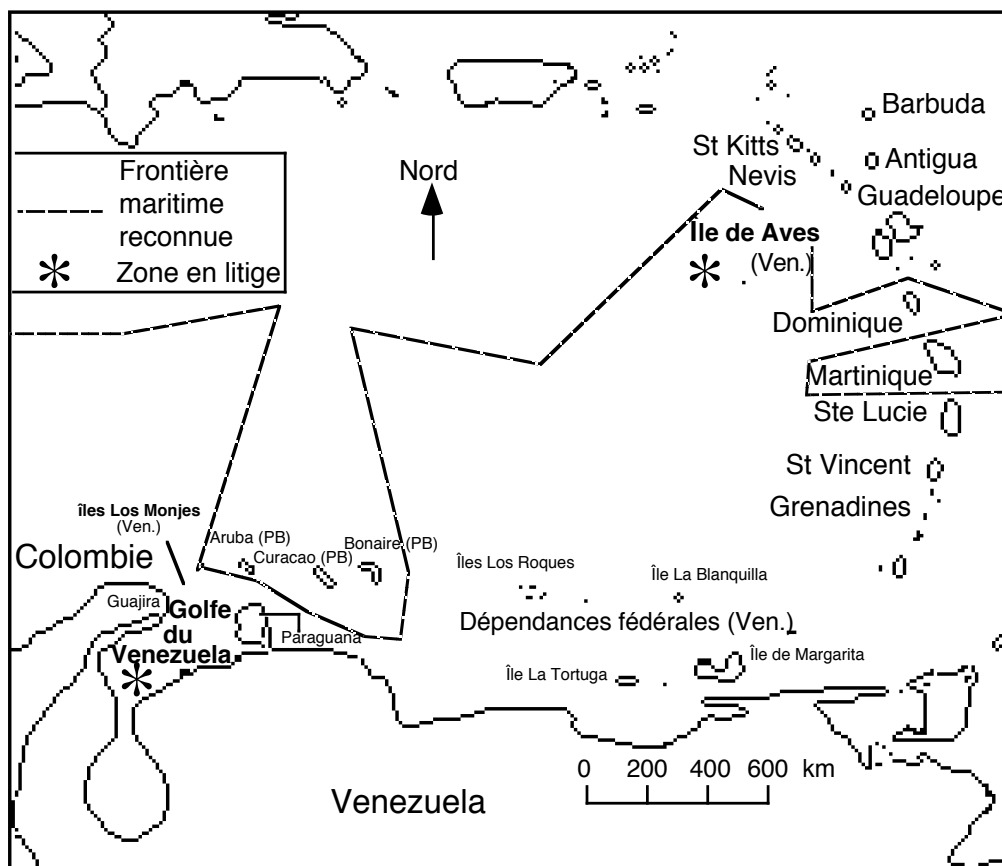 Barbuda
St Kitts
Nevis
Antigua
Guadeloupe
Frontière
maritime
reconnue
Zone en litige
Nord
Île de Aves
(Ven.)
Dominique
Martinique
Ste Lucie
St Vincent
Grenadines
îles Los Monjes
(Ven.)
Aruba (PB)
Curacao (PB)
Bonaire (PB)
Colombie
Guajira
Golfe
du
Venezuela
Paraguana
Îles Los Roques
Île La Blanquilla
Dépendances fédérales (Ven.)
Île La Tortuga
Île de Margarita
0 200 400 600 km
Venezuela